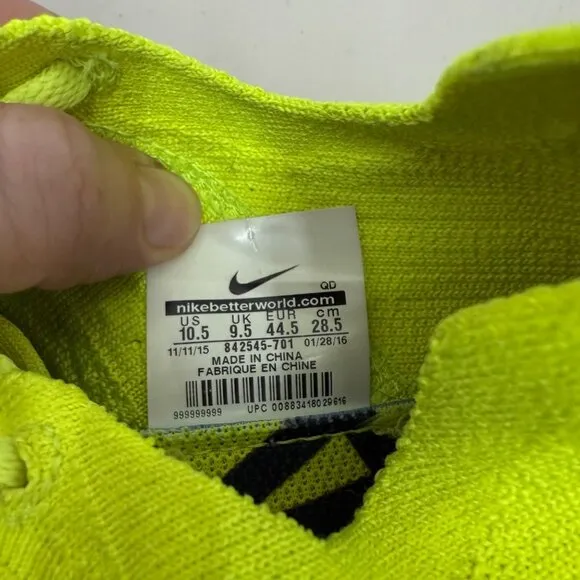 QD
nikebetterworld.com
US UK EUR cm
10.5 9.5 44.5 28.5
11/11/15 842545-701 01/28/16
MADE IN CHINA
FABRIQUE EN CHINE
999999999 UPC 00883418029616